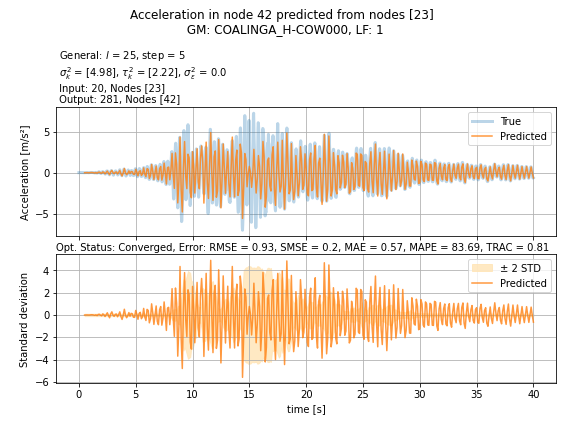 Acceleration in node 42 predicted from nodes [23]
GM: COALINGA_H-COW000, LF: 1
General: l = 25, step = 5
σ²ₖ = [4.98], τ²ₖ = [2.22], σ²ₜ = 0.0
Input: 20, Nodes [23]
Output: 281, Nodes [42]
Acceleration [m/s²]
5
0
−5
True
Predicted
Opt. Status: Converged, Error: RMSE = 0.93, SMSE = 0.2, MAE = 0.57, MAPE = 83.69, TRAC = 0.81
Standard deviation
4
2
0
−2
−4
−6
± 2 STD
Predicted
0 5 10 15 20 25 30 35 40
time [s]